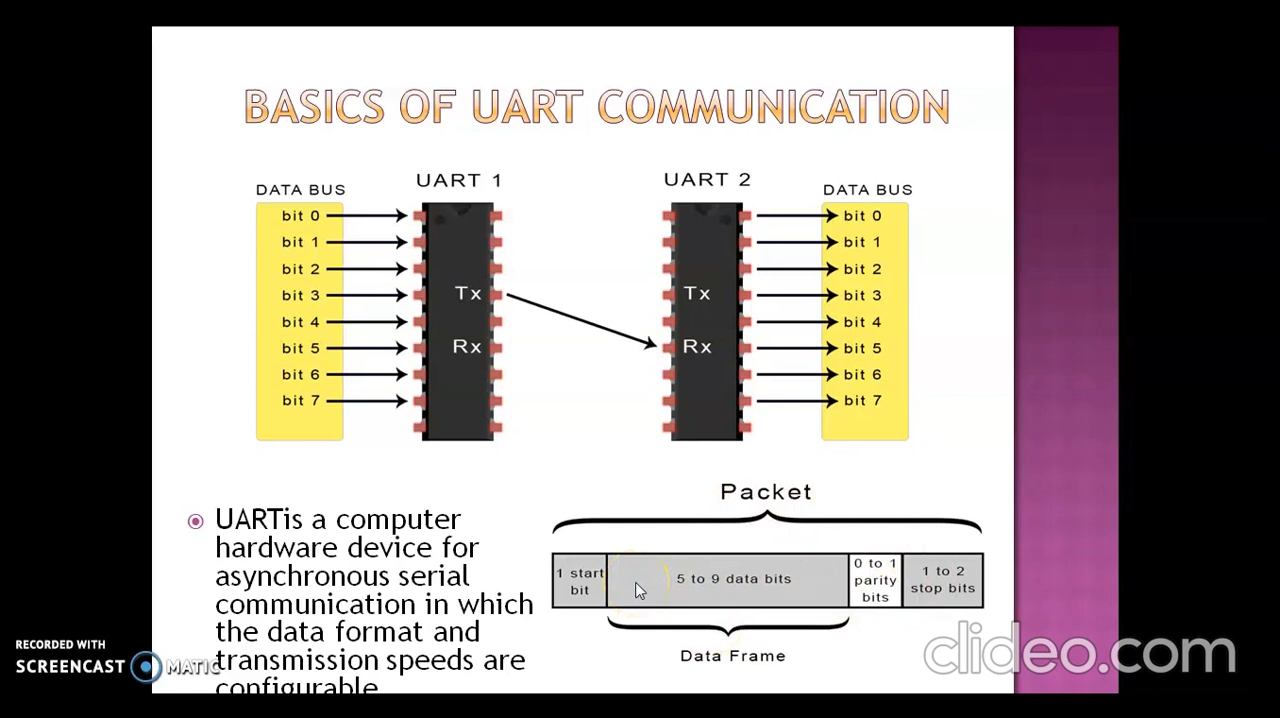 BASICS OF UART COMMUNICATION
UART 1
UART 2
DATA BUS
DATA BUS
bit 0
bit 1
bit 2
bit 3
bit 4
bit 5
bit 6
bit 7
Tx
Rx
Tx
Rx
bit 0
bit 1
bit 2
bit 3
bit 4
bit 5
bit 6
bit 7
UARTis a computer
hardware device for
asynchronous serial
communication in which
the data format and
transmission speeds are
configurable
Packet
1 start
bit
5 to 9 data bits
0 to 1
parity
bits
1 to 2
stop bits
Data Frame
RECORDED WITH
SCREENCAST MATIC
clideo.com